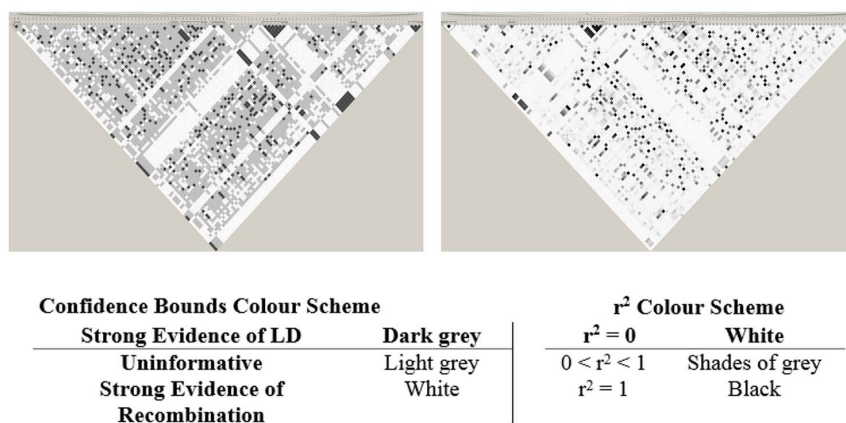 Confidence Bounds Colour Scheme
Strong Evidence of LD Dark grey
Uninformative Light grey
Strong Evidence of White
Recombination
r² Colour Scheme
r² = 0 White
0 < r² < 1 Shades of grey
r² = 1 Black